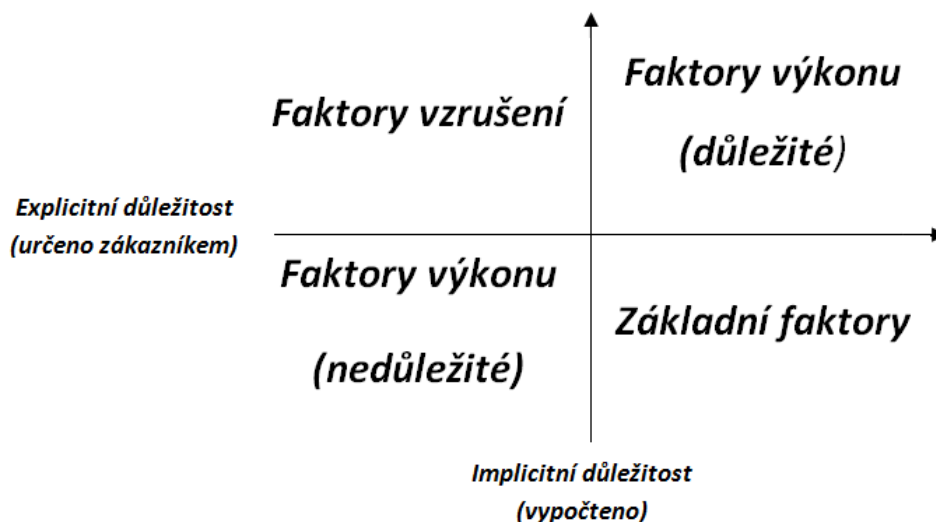 Faktory vzrušení
Faktory výkonu
(důležité)
Explicitní důležitost
(určeno zákazníkem)
Faktory výkonu
(nedůležité)
Základní faktory
Implicitní důležitost
(vypočteno)